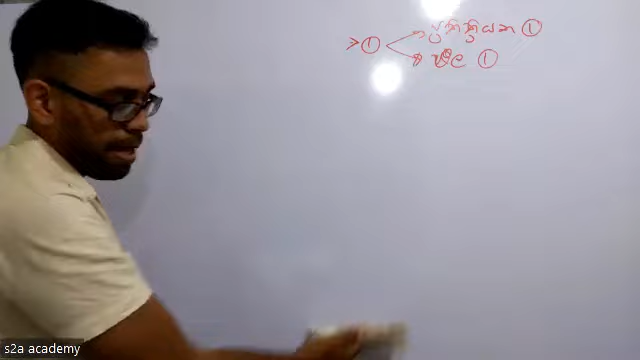 > ① → ප්‍රතික්‍රියක ①
→ ඵල ①
s2a academy